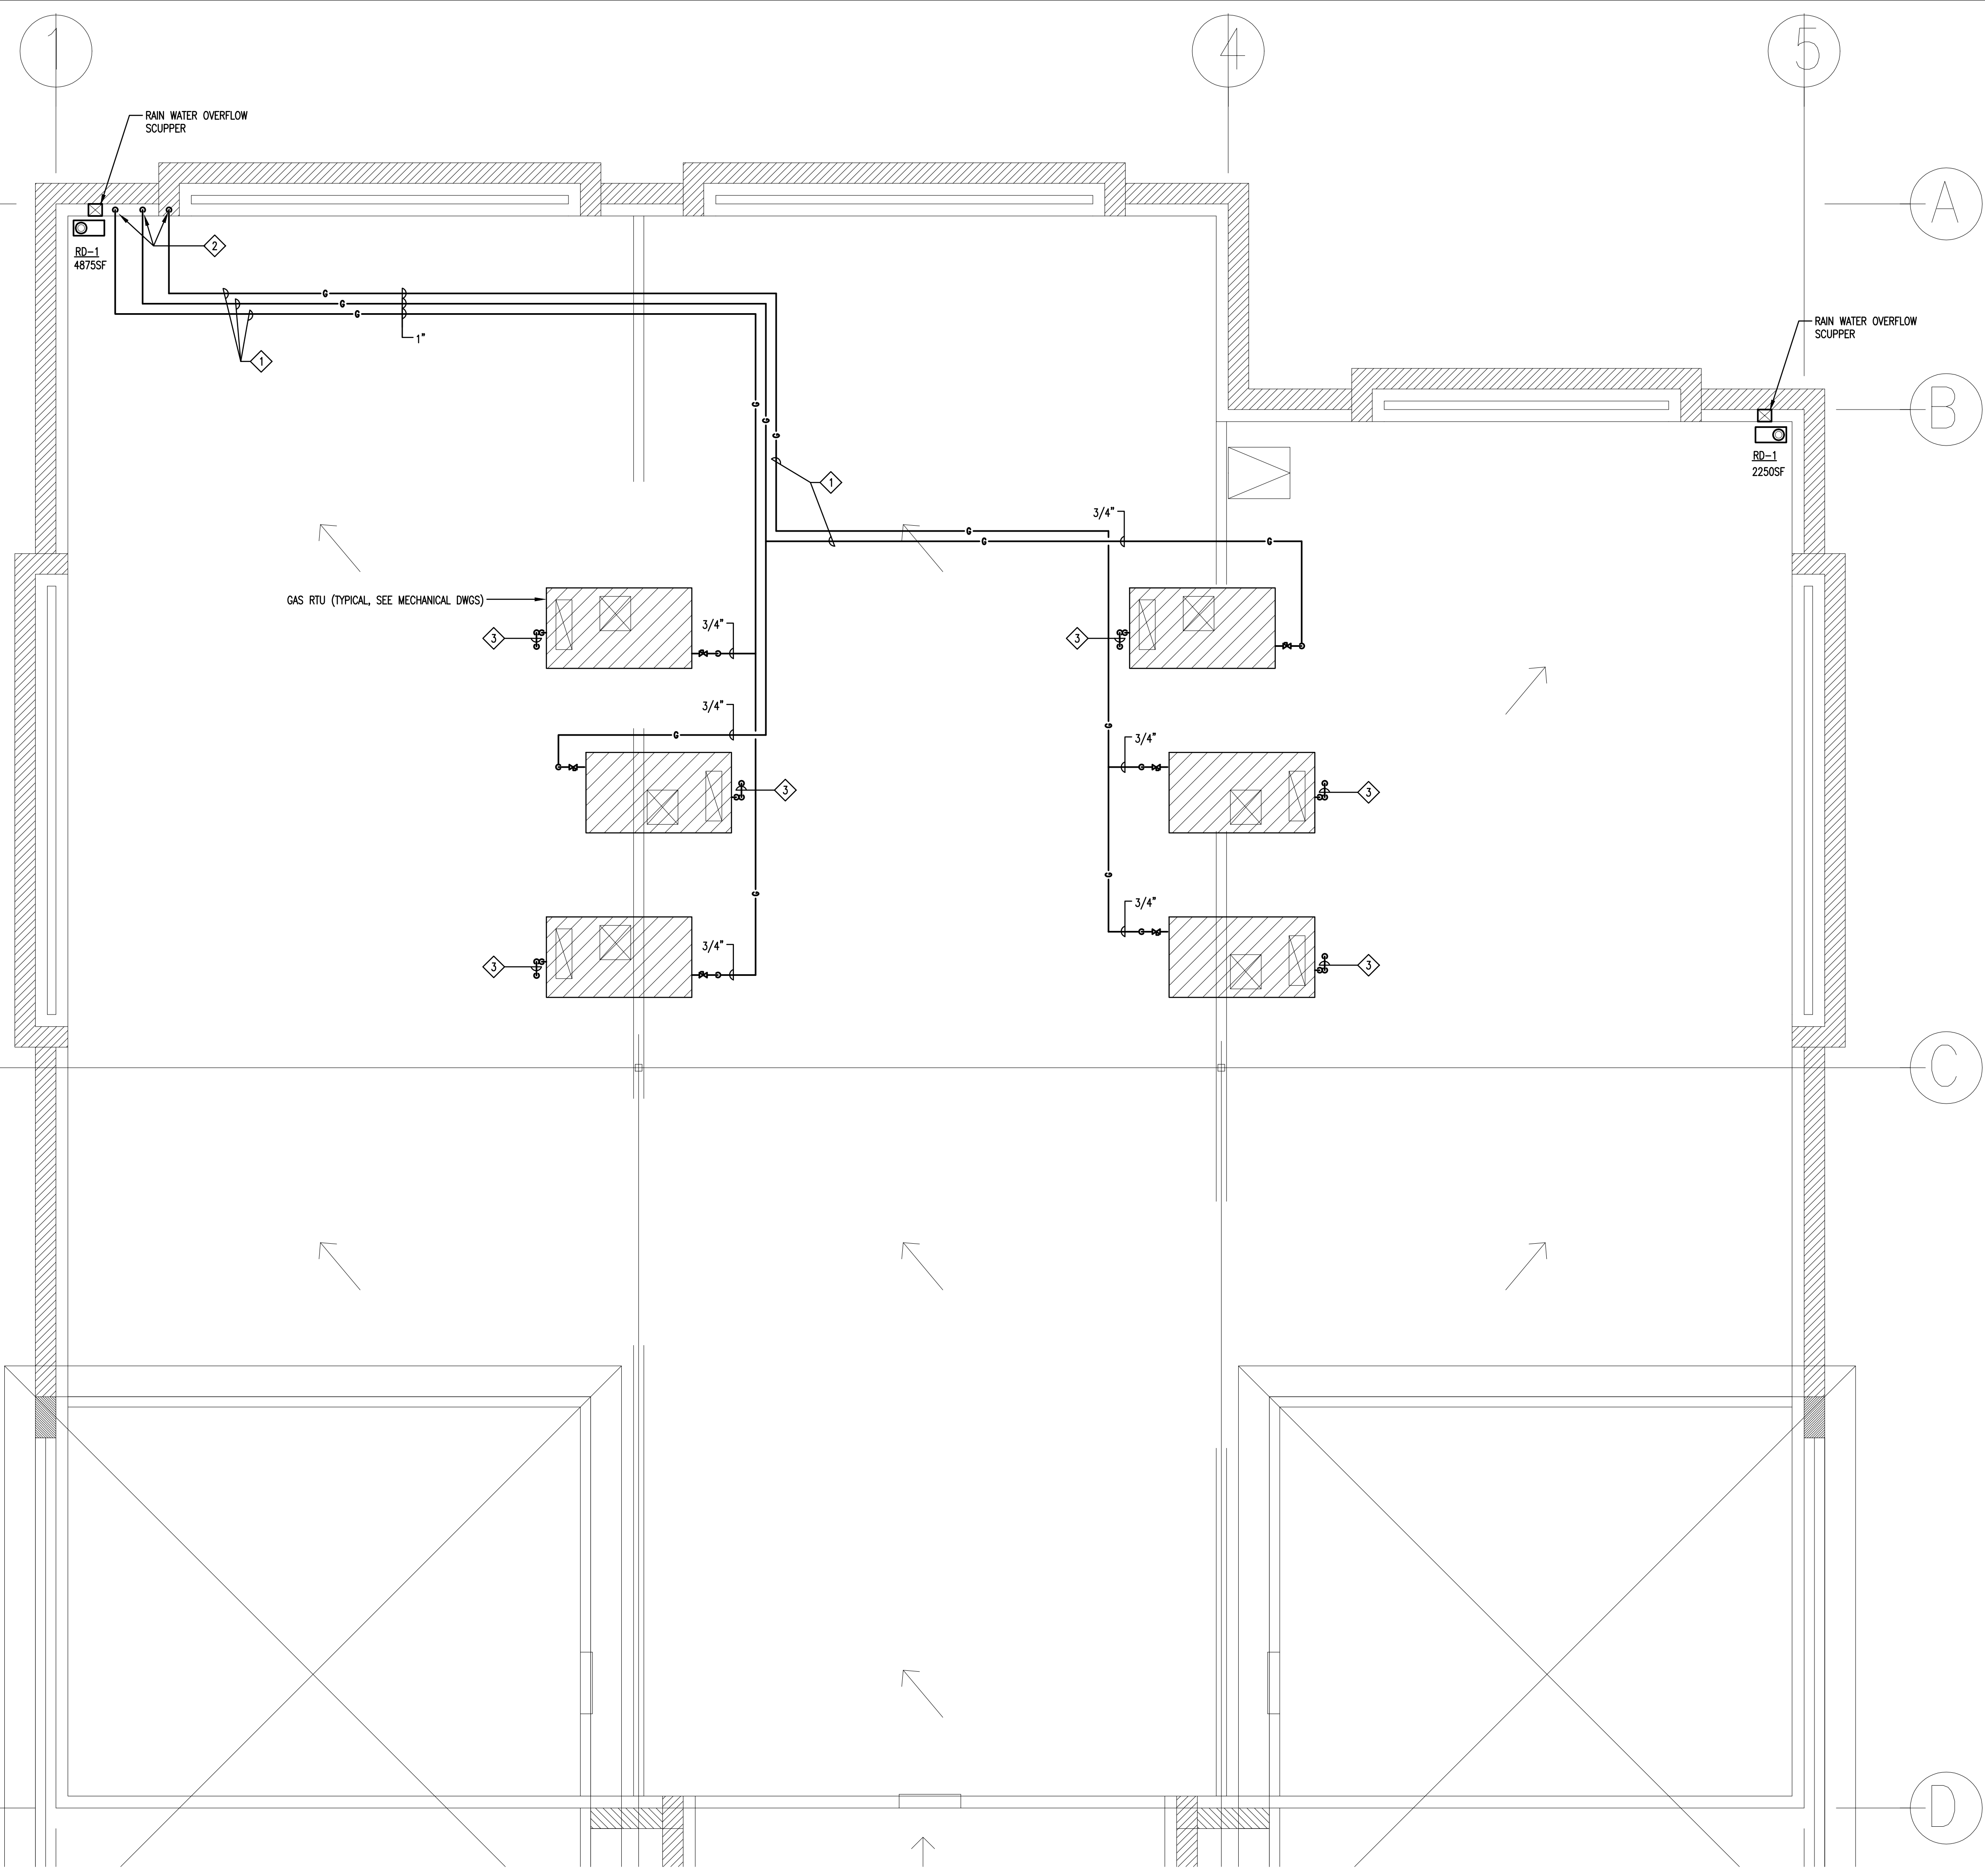 1
4
5
RAIN WATER OVERFLOW
SCUPPER
A
2
RD-1
4875SF
G
G
G
1"
1
RAIN WATER OVERFLOW
SCUPPER
B
G
G
G
RD-1
2250SF
1
3/4"
G
G
G
GAS RTU (TYPICAL, SEE MECHANICAL DWGS)
3/4"
3
3
3/4"
G
G
3/4"
3
3
G
G
3/4"
3/4"
3
3
C
D